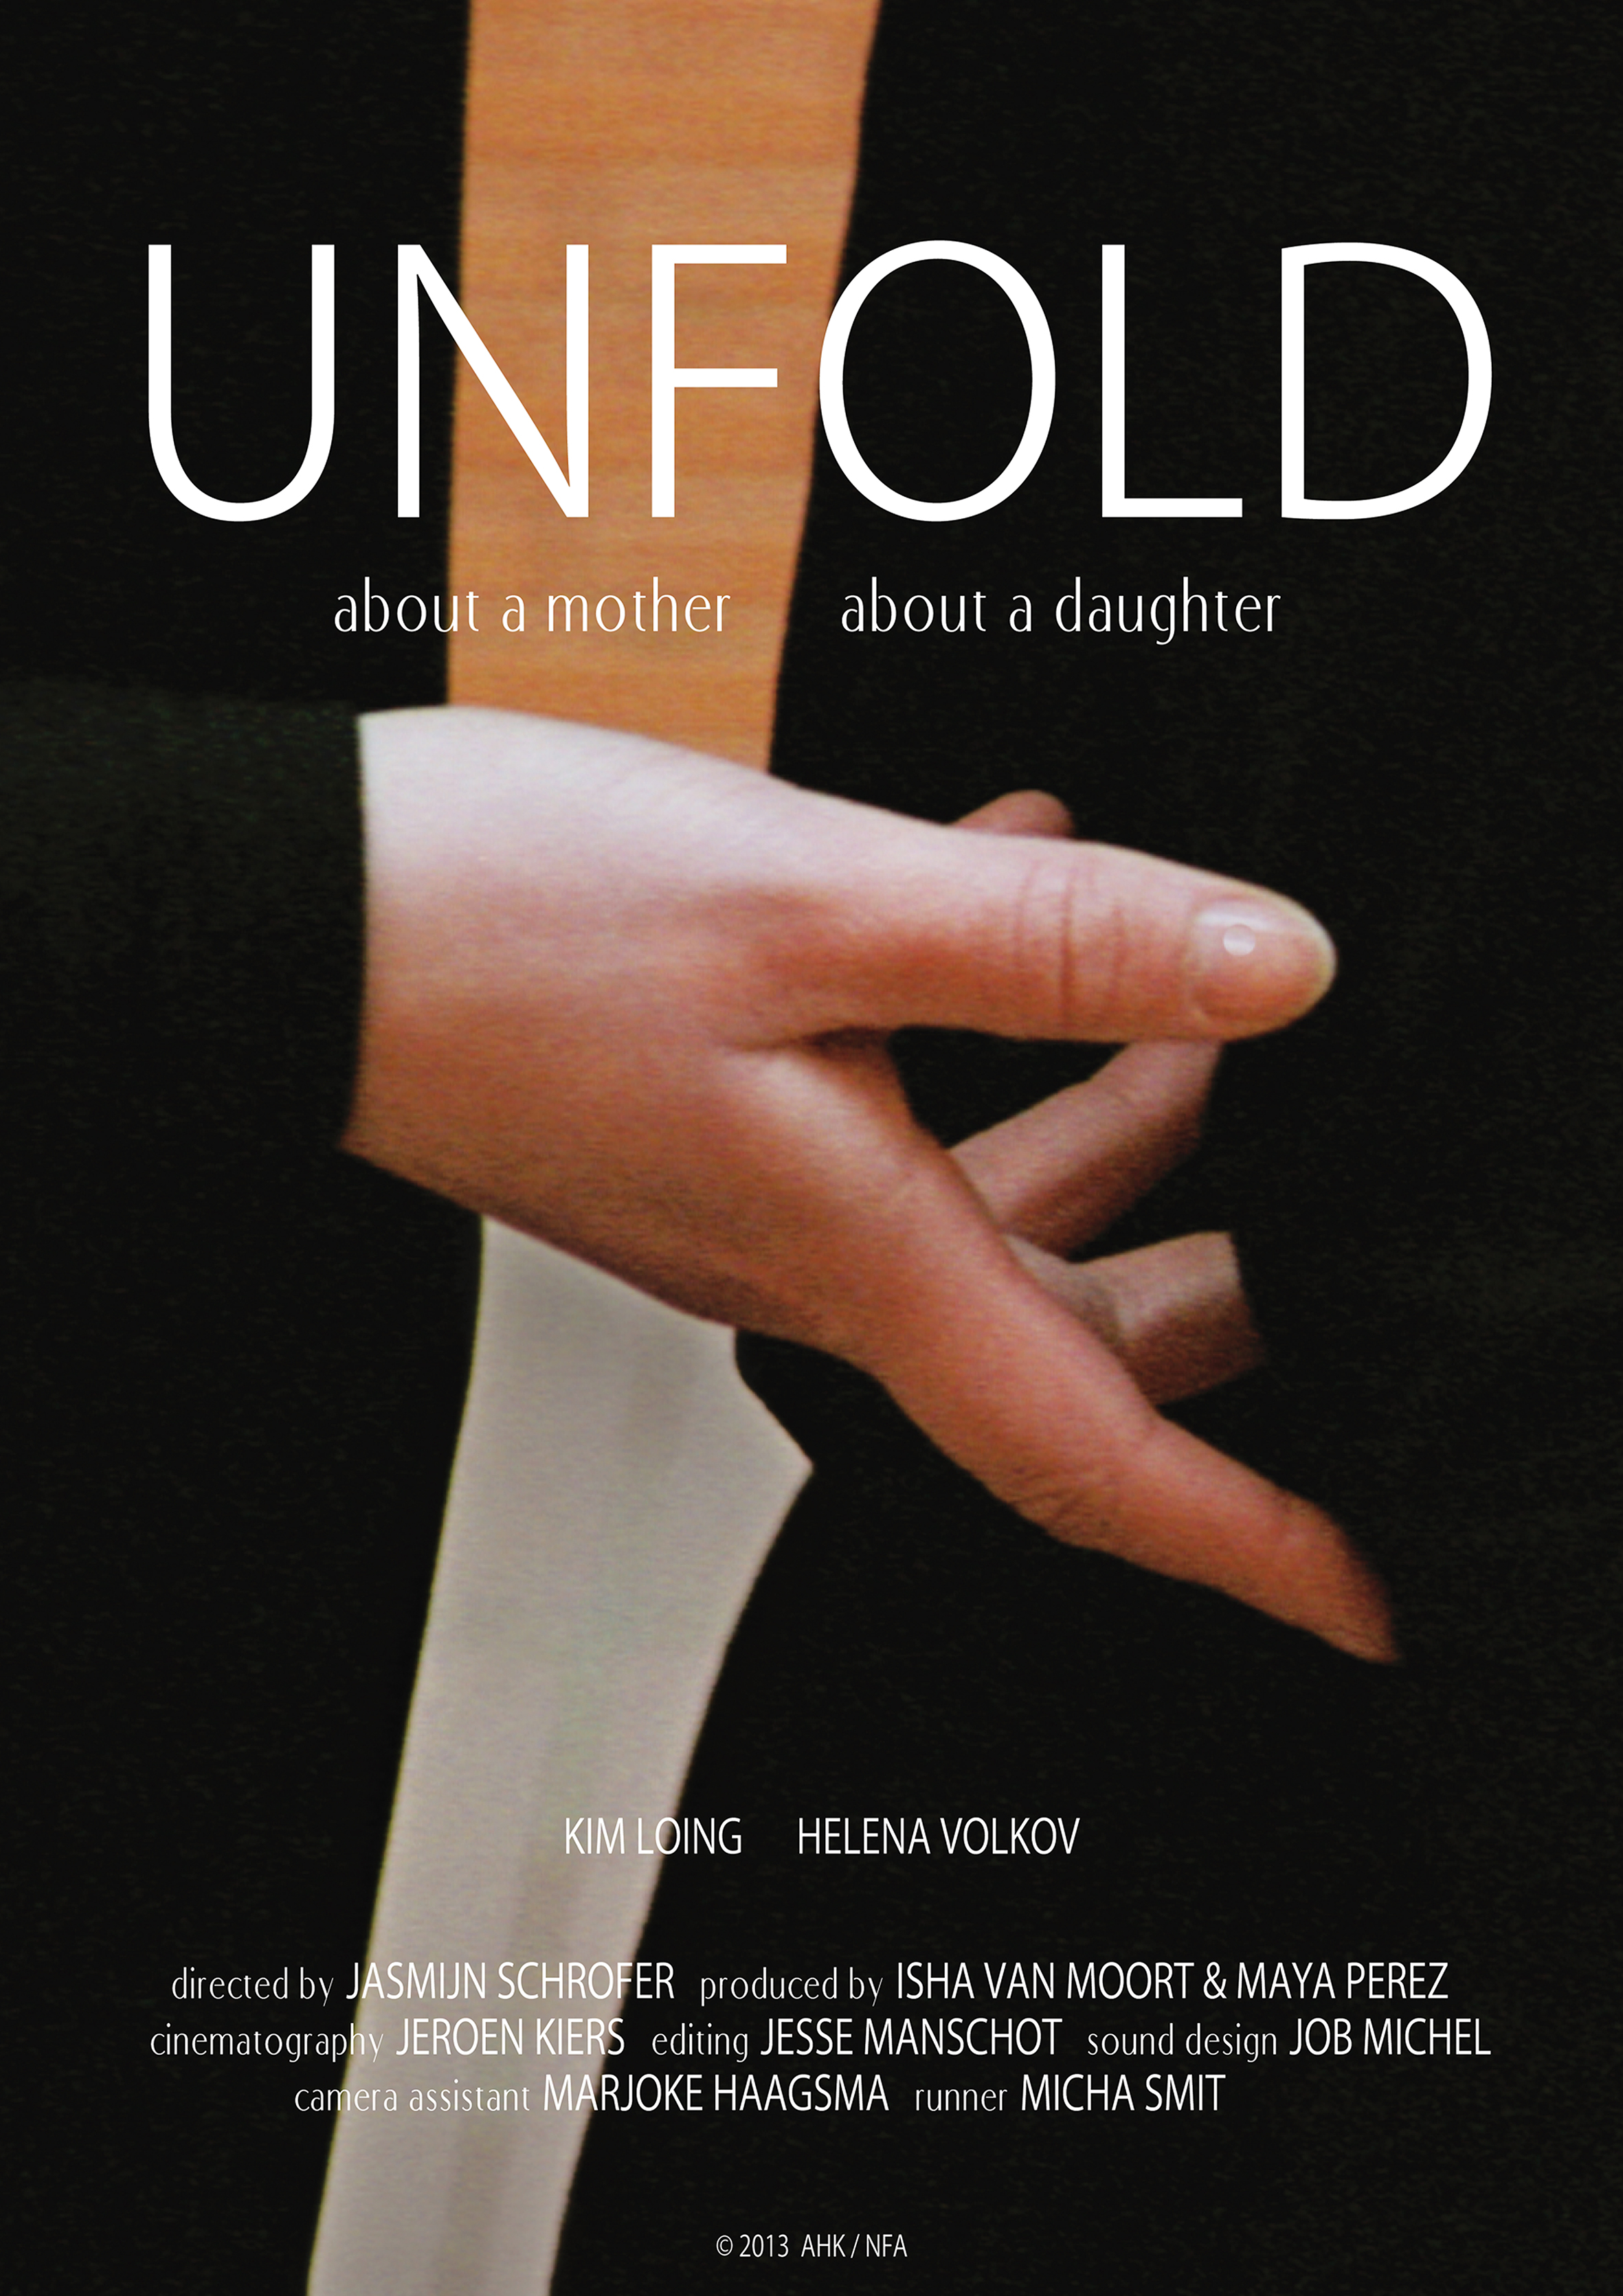 UNFOLD
about a mother about a daughter
KIM LOING HELENA VOLKOV
directed by JASMIJN SCHROFER produced by ISHA VAN MOORT & MAYA PEREZ
cinematography JEROEN KIERS editing JESSE MANSCHOT sound design JOB MICHEL
camera assistant MARJOKE HAAGSMA runner MICHA SMIT
© 2013 AHK / NFA